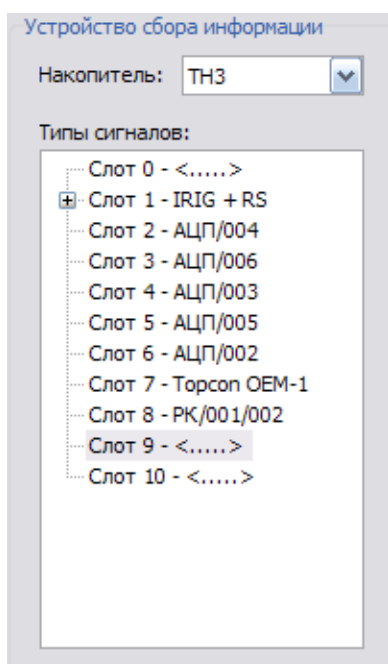 Устройство сбора информации
Накопитель: ТН3
Типы сигналов:
Слот 0 - <.....>
Слот 1 - IRIG + RS
Слот 2 - АЦП/004
Слот 3 - АЦП/006
Слот 4 - АЦП/003
Слот 5 - АЦП/005
Слот 6 - АЦП/002
Слот 7 - Topcon OEM-1
Слот 8 - РК/001/002
Слот 9 - <.....>
Слот 10 - <.....>